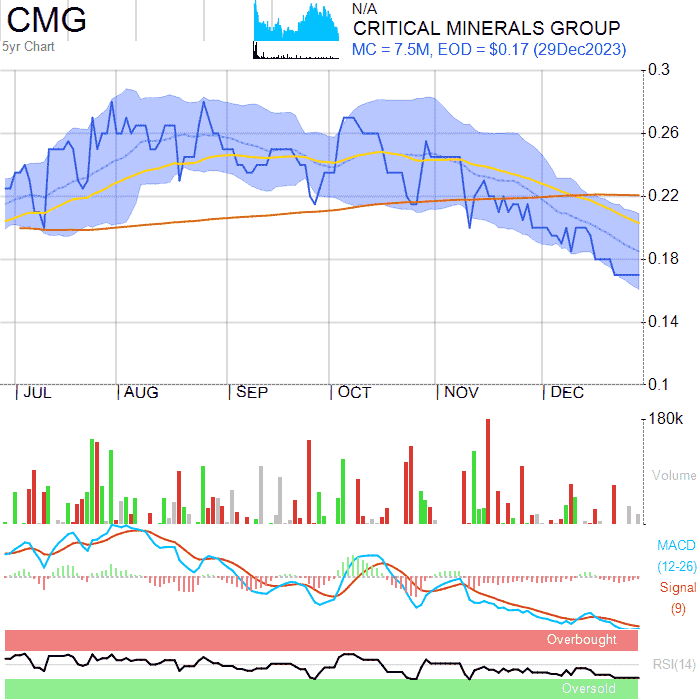 CMG
5yr Chart
N/A
CRITICAL MINERALS GROUP
MC = 7.5M, EOD = $0.17 (29Dec2023)
0.3
0.26
0.22
0.18
0.14
0.1
JUL AUG SEP OCT NOV DEC
180k
Volume
MACD
(12-26)
Signal
(9)
Overbought
RSI(14)
Oversold